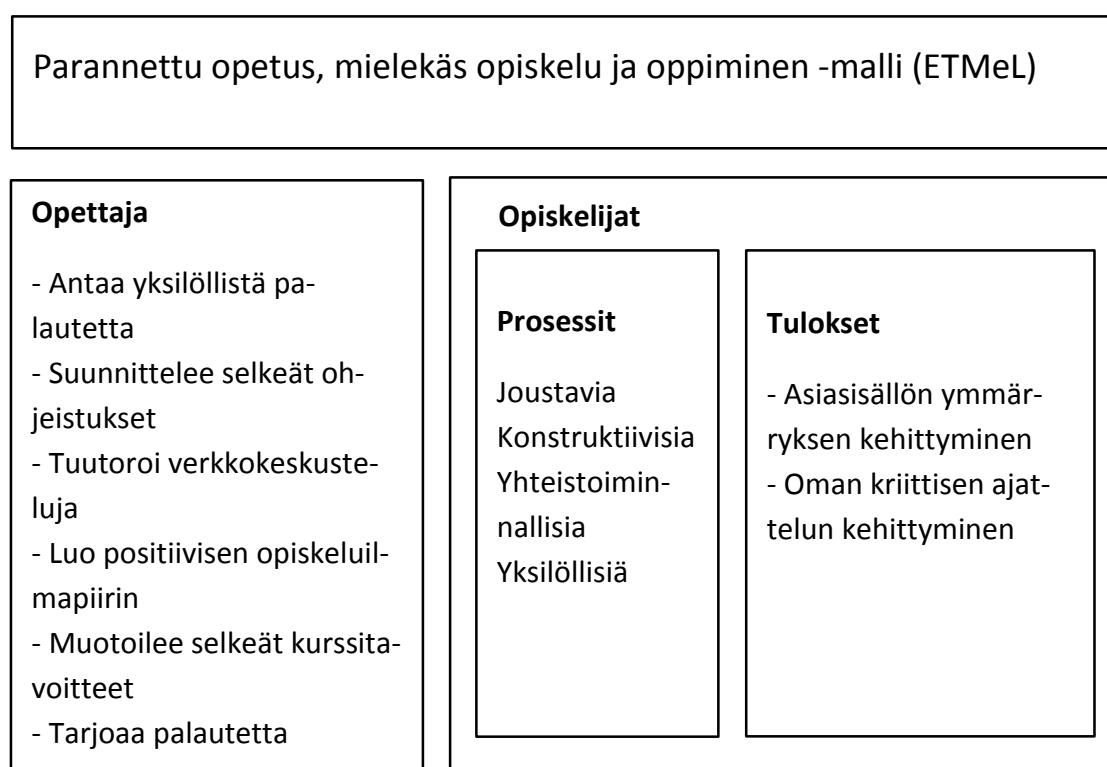 Parannettu opetus, mielekäs opiskelu ja oppiminen -malli (ETMeL)
Opettaja
- Antaa yksilöllistä pa-
lautetta
- Suunnittelee selkeät oh-
jeistukset
- Tuutoroi verkkokeskuste-
luja
- Luo positiivisen opiskeluil-
mapiirin
- Muotoilee selkeät kurssita-
voitteet
- Tarjoaa palautetta
Opiskelijat
Prosessit
Joustavia
Konstruktiivisia
Yhteistoimin-
nallisia
Yksilöllisiä
Tulokset
- Asiasisällön ymmär-
ryksen kehittyminen
- Oman kriittisen ajat-
telun kehittyminen